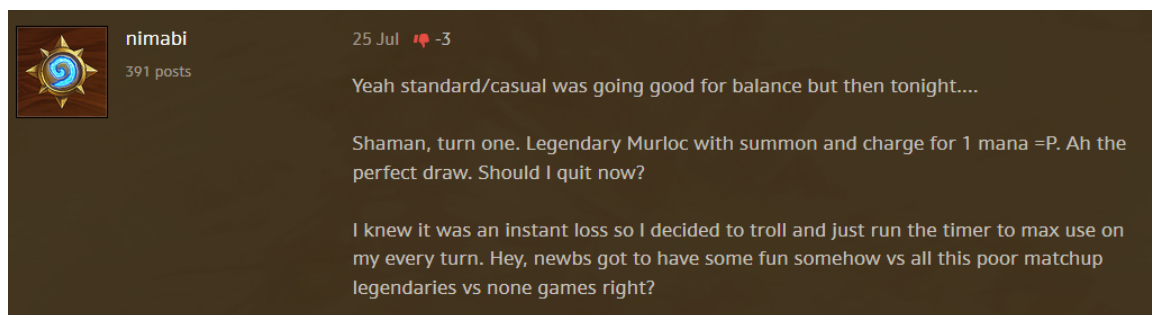 nimabi
25 Jul -3
391 posts
Yeah standard/casual was going good for balance but then tonight....
Shaman, turn one. Legendary Murloc with summon and charge for 1 mana =P. Ah the
perfect draw. Should I quit now?
I knew it was an instant loss so I decided to troll and just run the timer to max use on
my every turn. Hey, newbs got to have some fun somehow vs all this poor matchup
legendaries vs none games right?